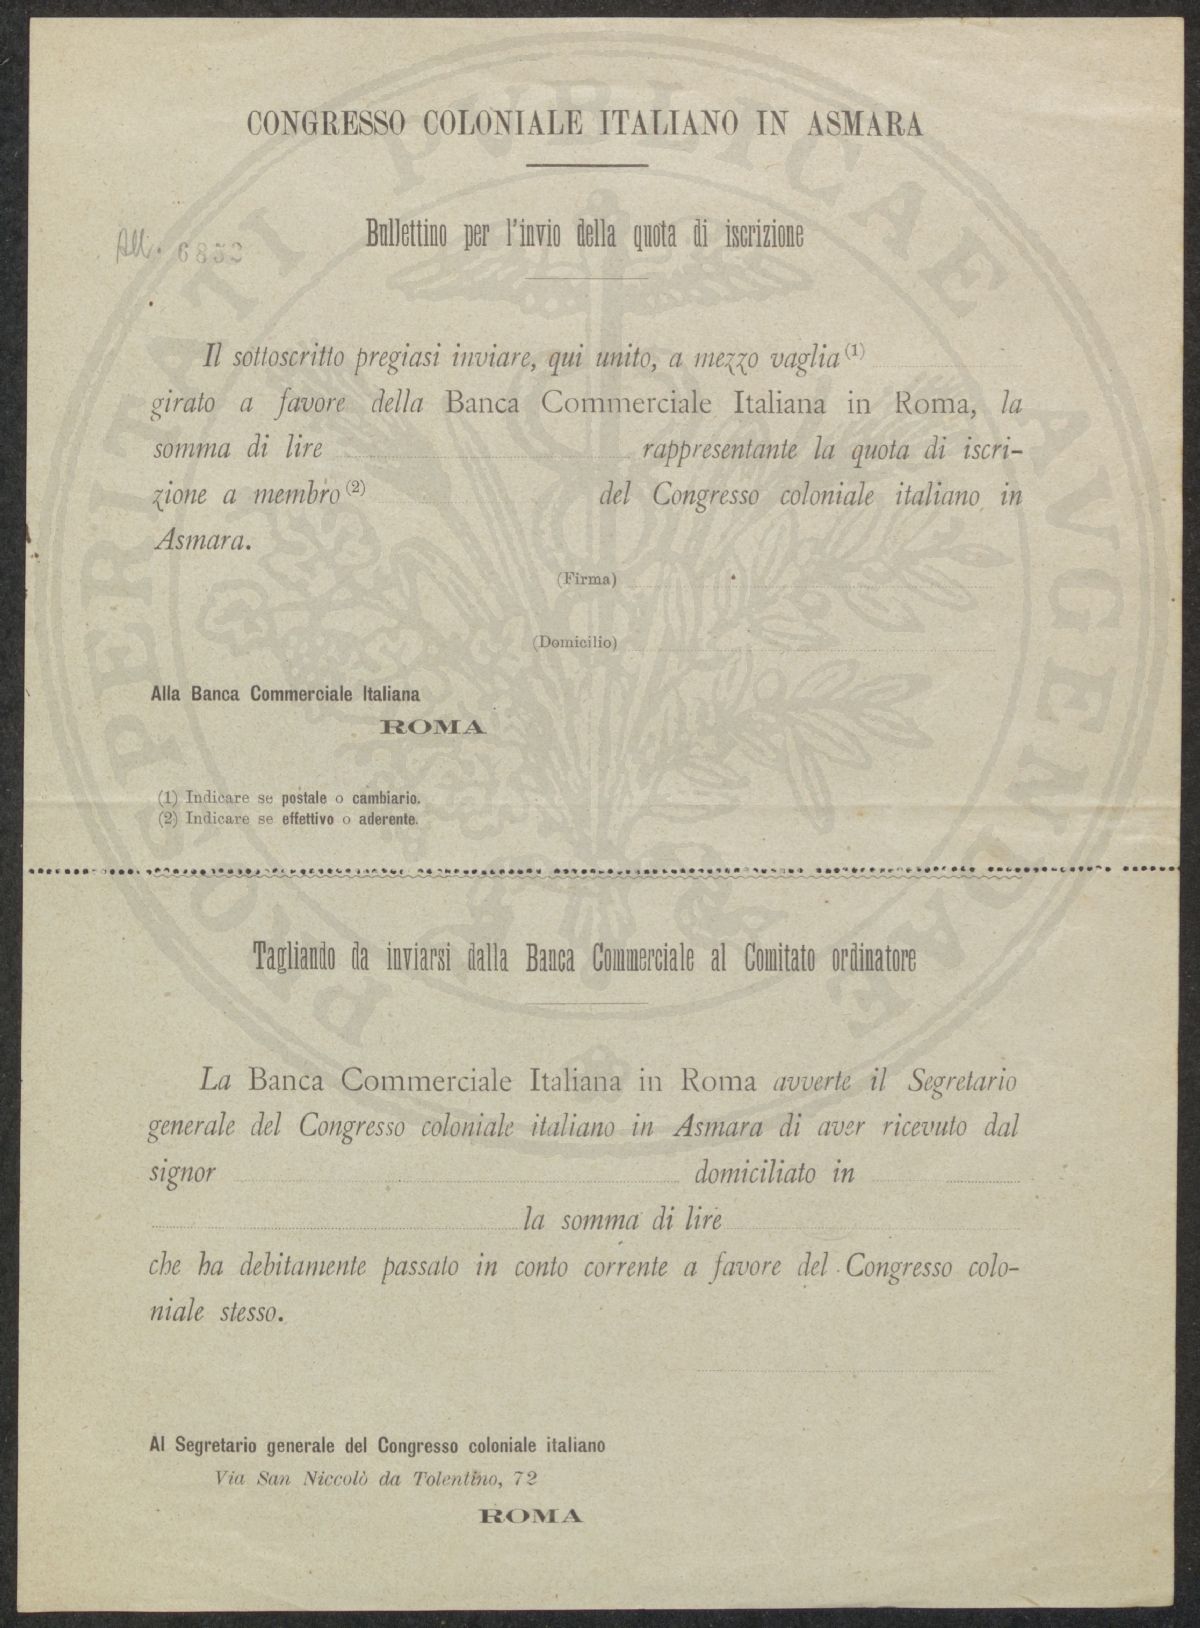 CONGRESSO COLONIALE ITALIANO IN ASMARA
Bullettino per l'invio della quota di iscrizione
All. 6852
Il sottoscritto pregiasi inviare, qui unito, a mezzo vaglia (1)
girato a favore della Banca Commerciale Italiana in Roma, la
somma di lire rappresentante la quota di iscri-
zione a membro (2) del Congresso coloniale italiano in
Asmara.
(Firma)
(Domicilio)
Alla Banca Commerciale Italiana
ROMA
(1) Indicare se postale o cambiario.
(2) Indicare se effettivo o aderente.
PROSPERITATI PVBLICAE AVGENDAE
Tagliando da inviarsi dalla Banca Commerciale al Comitato ordinatore
La Banca Commerciale Italiana in Roma avverte il Segretario
generale del Congresso coloniale italiano in Asmara di aver ricevuto dal
signor domiciliato in
la somma di lire
che ha debitamente passato in conto corrente a favore del Congresso colo-
niale stesso.
Al Segretario generale del Congresso coloniale italiano
Via San Niccolò da Tolentino, 72
ROMA